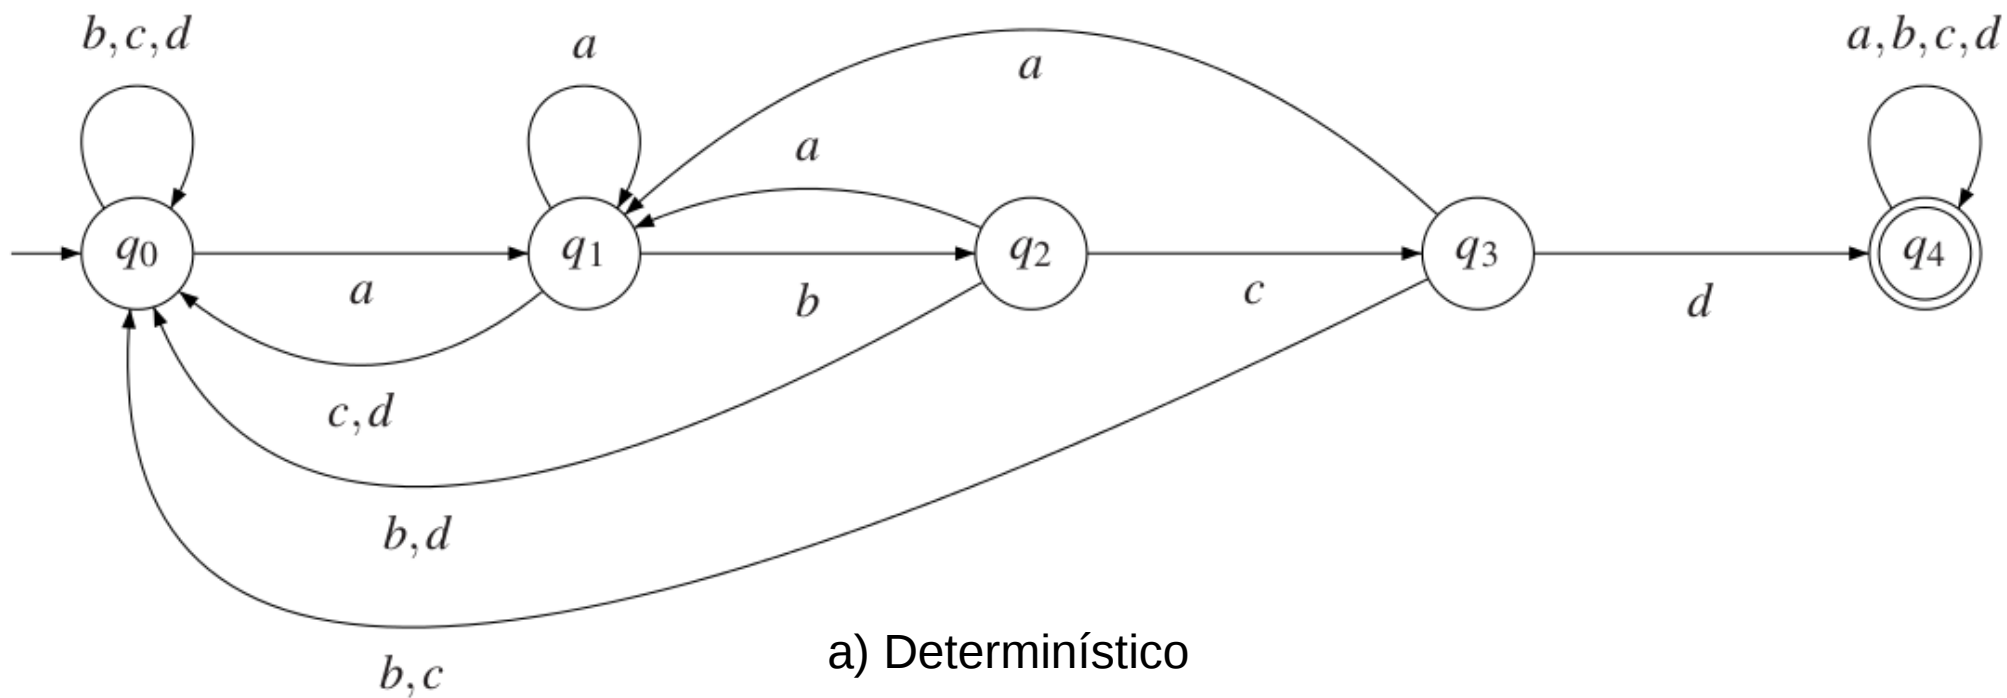 b,c,d
a
a
a,b,c,d
a
q0
q1
q2
q3
q4
a
b
c
d
c,d
b,d
b,c
a) Determinístico